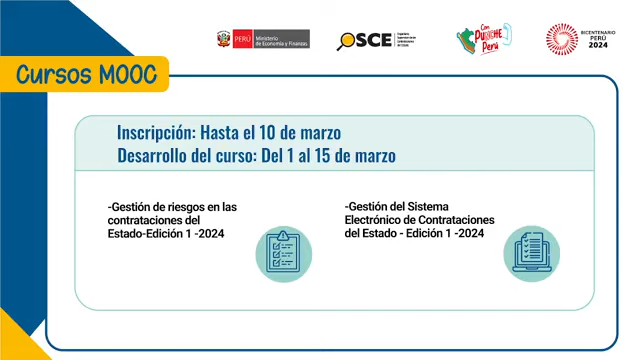 PERÚ
Ministerio
de Economía y Finanzas
OSCE
Con
PUNCHE
Perú
BICENTENARIO
PERÚ
2024
Cursos MOOC
Inscripción: Hasta el 10 de marzo
Desarrollo del curso: Del 1 al 15 de marzo
-Gestión de riesgos en las
contrataciones del
Estado-Edición 1 -2024
-Gestión del Sistema
Electrónico de Contrataciones
del Estado - Edición 1 -2024